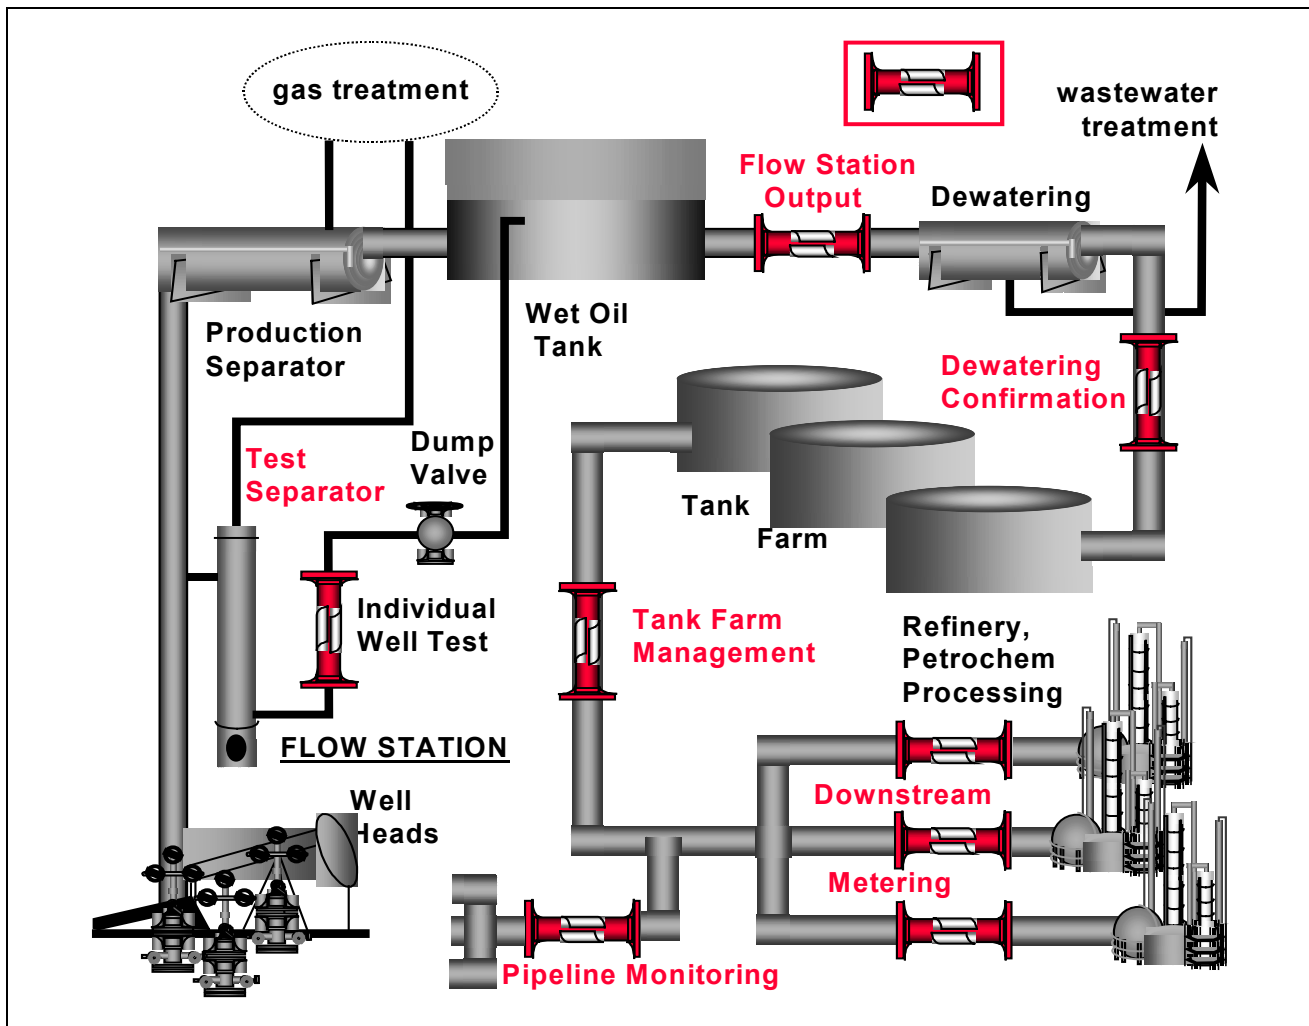 gas treatment
wastewater
treatment
Flow Station
Output
Dewatering
Production
Separator
Wet Oil
Tank
Dewatering
Confirmation
Test
Separator
Dump
Valve
Tank
Farm
Individual
Well Test
Tank Farm
Management
Refinery,
Petrochem
Processing
FLOW STATION
Well
Heads
Downstream
Metering
Pipeline Monitoring